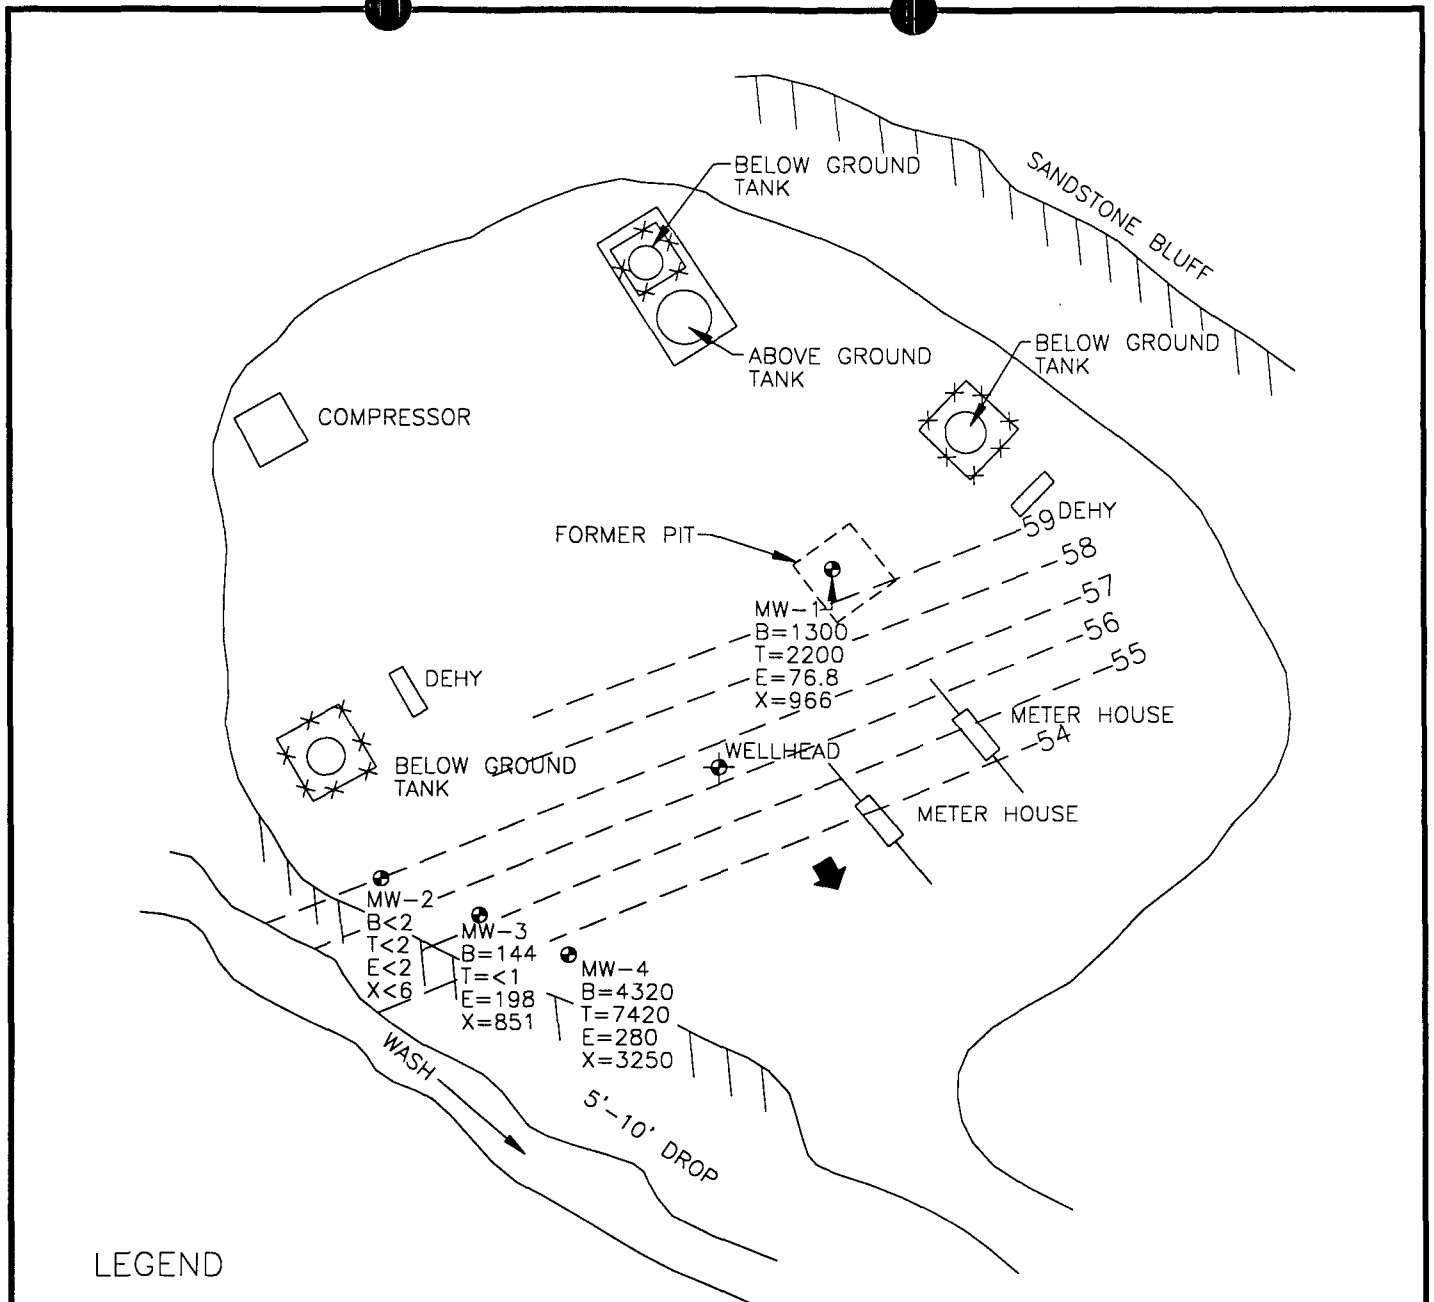 BELOW GROUND
TANK
SANDSTONE BLUFF
ABOVE GROUND
TANK
BELOW GROUND
TANK
COMPRESSOR
59 DEHY
FORMER PIT
58
57
MW-1
B=1300
T=2200
E=76.8
X=966
56
55
DEHY
METER HOUSE
54
WELLHEAD
BELOW GROUND
TANK
METER HOUSE
MW-2
B<2
T<2
E<2
X<6
MW-3
B=144
T=<1
E=198
X=851
MW-4
B=4320
T=7420
E=280
X=3250
WASH
5'-10' DROP
LEGEND